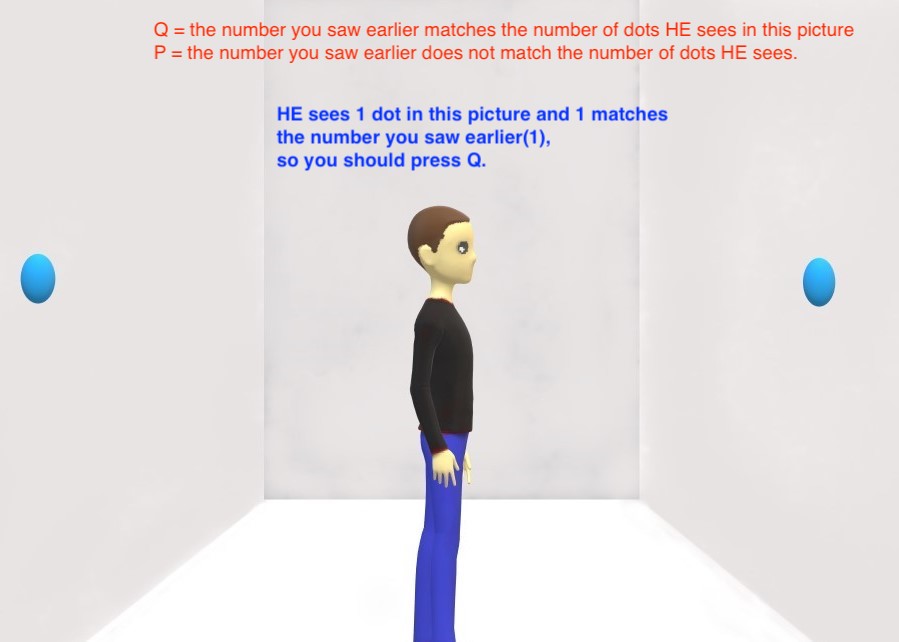 Q = the number you saw earlier matches the number of dots HE sees in this picture
P = the number you saw earlier does not match the number of dots HE sees.
HE sees 1 dot in this picture and 1 matches
the number you saw earlier(1),
so you should press Q.